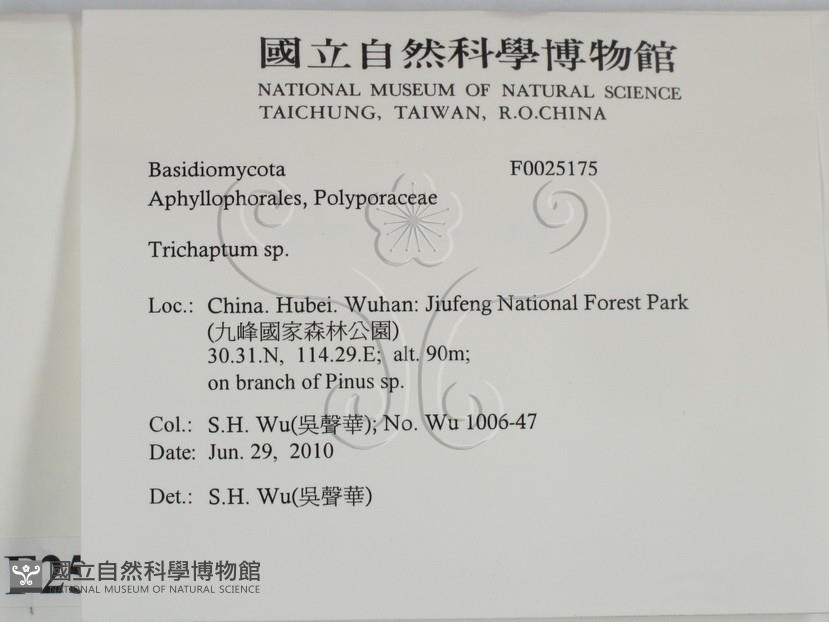 國立自然科學博物館
NATIONAL MUSEUM OF NATURAL SCIENCE
TAICHUNG, TAIWAN, R.O.CHINA
Basidiomycota F0025175
Aphyllophorales, Polyporaceae
Trichaptum sp.
Loc.: China. Hubei. Wuhan: Jiufeng National Forest Park
(九峰國家森林公園)
30.31.N, 114.29.E; alt. 90m;
on branch of Pinus sp.
Col.: S.H. Wu(吳聲華); No. Wu 1006-47
Date: Jun. 29, 2010
Det.: S.H. Wu(吳聲華)
國立自然科學博物館
NATIONAL MUSEUM OF NATURAL SCIENCE